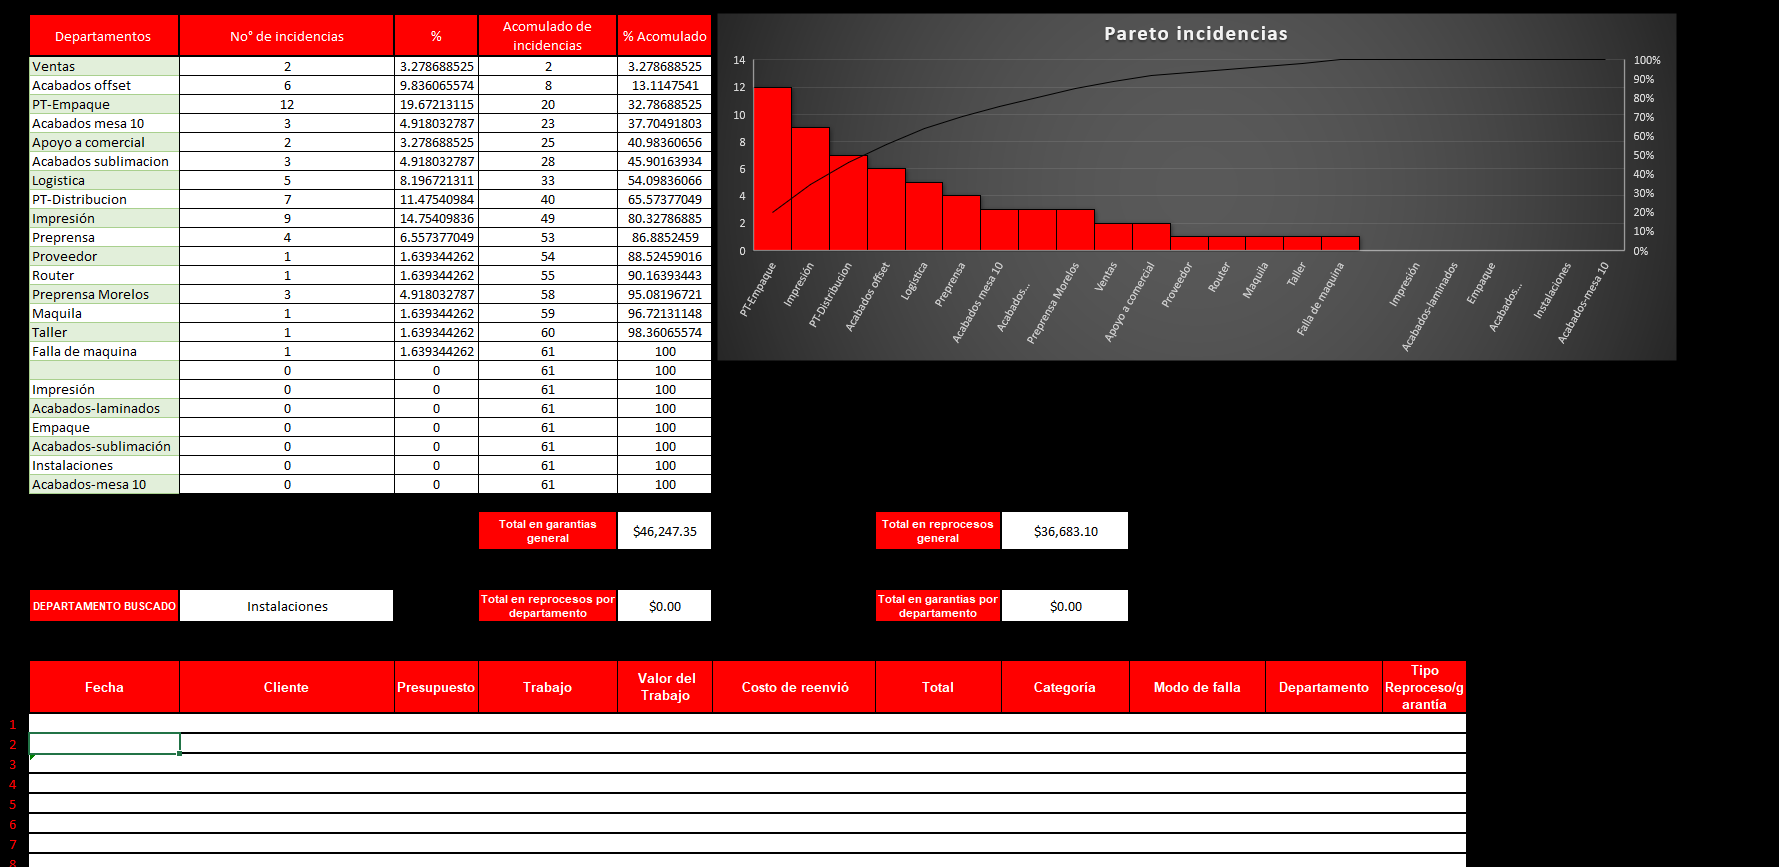 Departamentos No° de incidencias % Acomulado de incidencias % Acomulado
Ventas 2 3.278688525 2 3.278688525
Acabados offset 6 9.836065574 8 13.1147541
PT-Empaque 12 19.67213115 20 32.78688525
Acabados mesa 10 3 4.918032787 23 37.70491803
Apoyo a comercial 2 3.278688525 25 40.98360656
Acabados sublimacion 3 4.918032787 28 45.90163934
Logistica 5 8.196721311 33 54.09836066
PT-Distribucion 7 11.47540984 40 65.57377049
Impresión 9 14.75409836 49 80.32786885
Preprensa 4 6.557377049 53 86.8852459
Proveedor 1 1.639344262 54 88.52459016
Router 1 1.639344262 55 90.16393443
Preprensa Morelos 3 4.918032787 58 95.08196721
Maquila 1 1.639344262 59 96.72131148
Taller 1 1.639344262 60 98.36065574
Falla de maquina 1 1.639344262 61 100
0 0 61 100
Impresión 0 0 61 100
Acabados-laminados 0 0 61 100
Empaque 0 0 61 100
Acabados-sublimación 0 0 61 100
Instalaciones 0 0 61 100
Acabados-mesa 10 0 0 61 100
Pareto incidencias
14 100%
90%
12 80%
10 70%
60%
8 50%
6 40%
4 30%
20%
2 10%
0 0%
PT-Empaque
Impresión
PT-Distribucion
Acabados offset
Logistica
Preprensa
Acabados mesa 10
Acabados...
Preprensa Morelos
Ventas
Apoyo a comercial
Proveedor
Router
Maquila
Taller
Falla de maquina
Impresión
Acabados-laminados
Empaque
Acabados...
Instalaciones
Acabados-mesa 10
Total en garantias general $46,247.35
Total en reprocesos general $36,683.10
DEPARTAMENTO BUSCADO Instalaciones
Total en reprocesos por departamento $0.00
Total en garantias por departamento $0.00
Fecha Cliente Presupuesto Trabajo Valor del Trabajo Costo de reenvió Total Categoría Modo de falla Departamento Tipo Reproceso/garantía
1
2
3
4
5
6
7
8